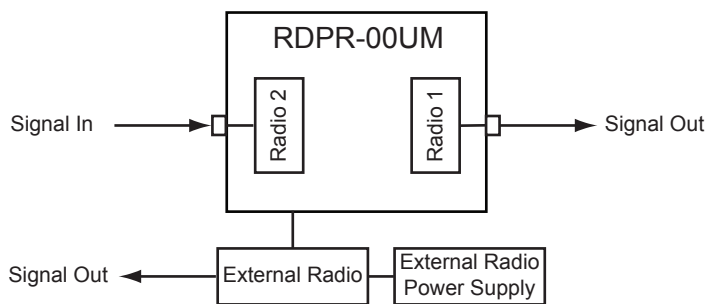 RDPR-00UM
Signal In
Radio 2
Radio 1
Signal Out
Signal Out
External Radio
External Radio
Power Supply